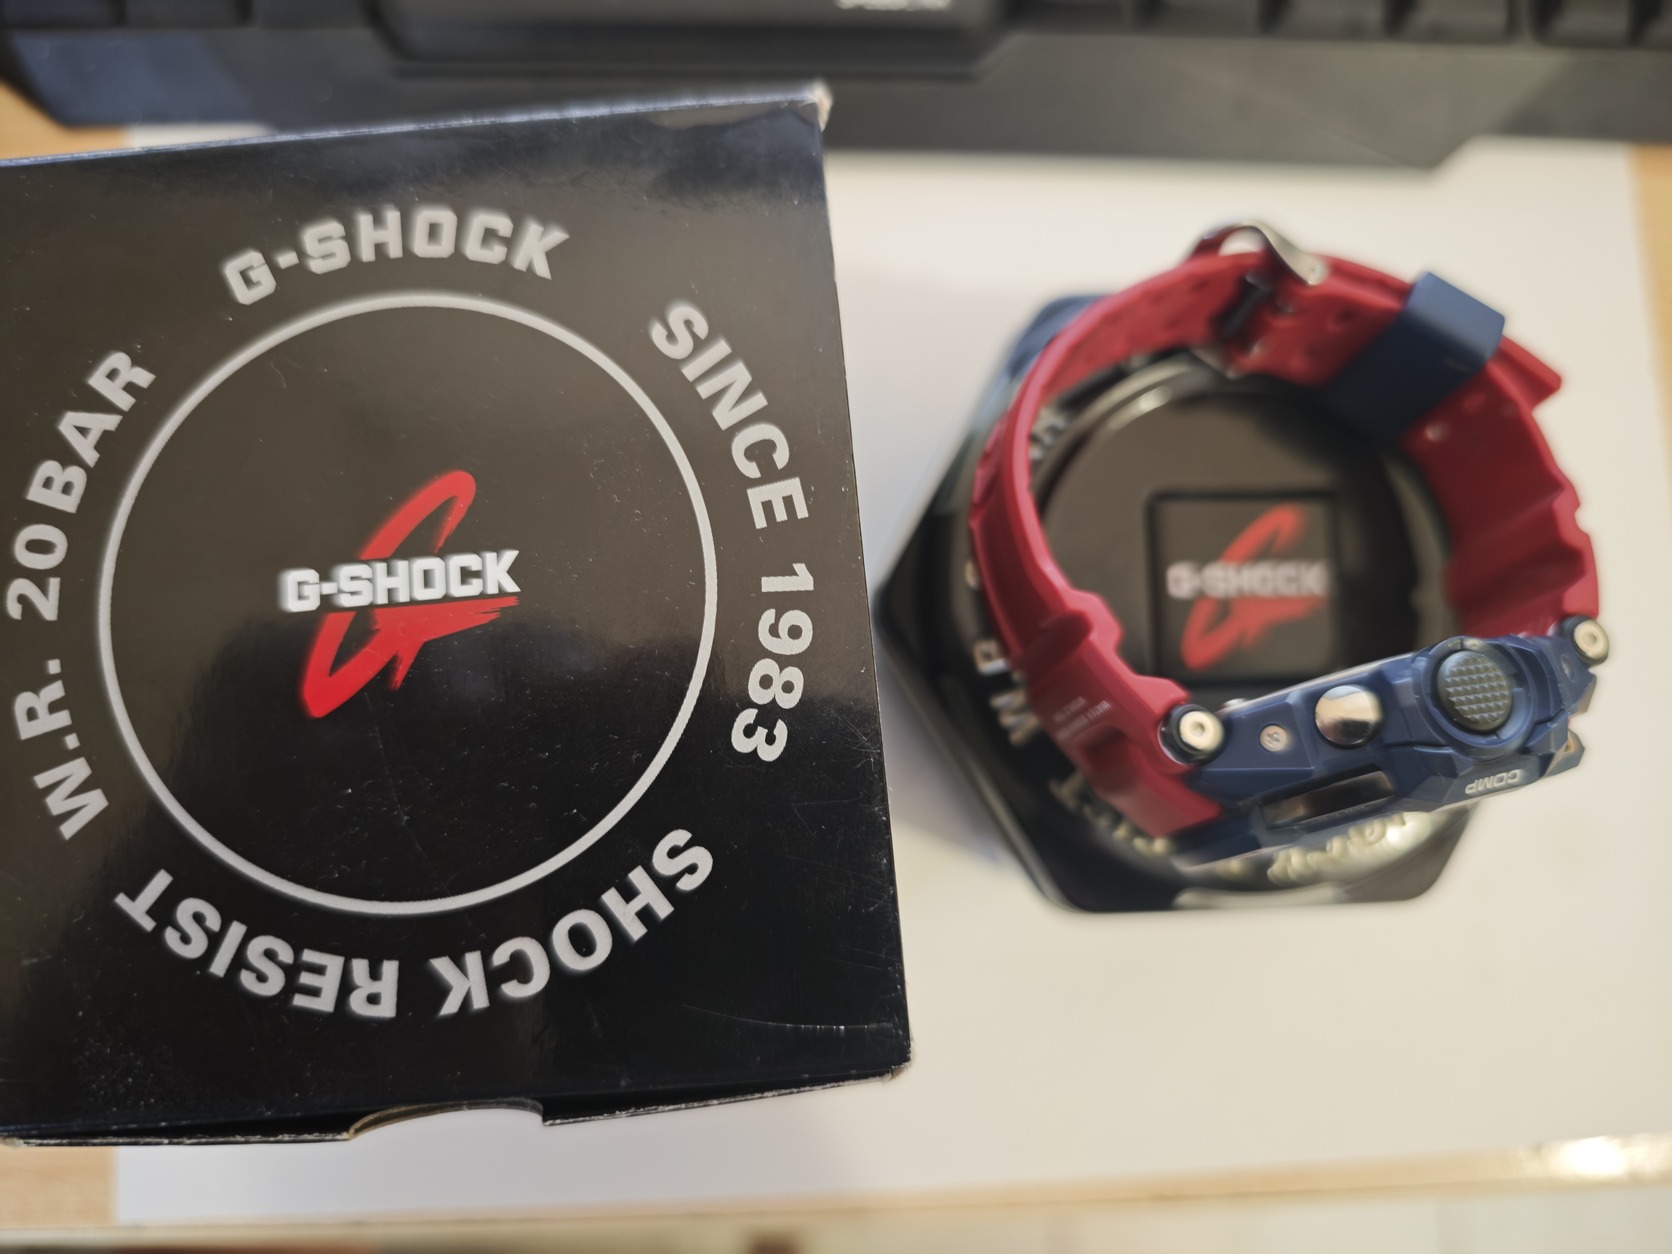 G-SHOCK
SINCE 1983
SHOCK RESIST
W.R. 20BAR
G-SHOCK
G-SHOCK
COMP